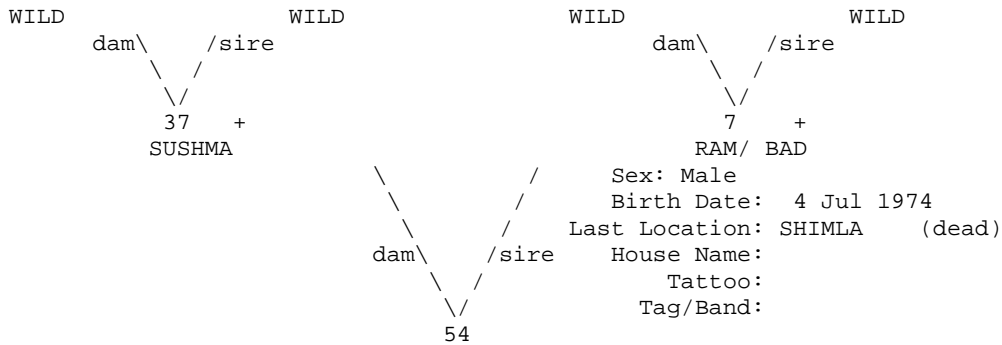 WILD WILD WILD WILD
dam\ /sire dam\ /sire
\ / \ /
\/ \/
37 + 7 +
SUSHMA RAM/ BAD
\ / Sex: Male
\ / Birth Date: 4 Jul 1974
\ / Last Location: SHIMLA (dead)
dam\ /sire House Name:
\ / Tattoo:
\/ Tag/Band:
54